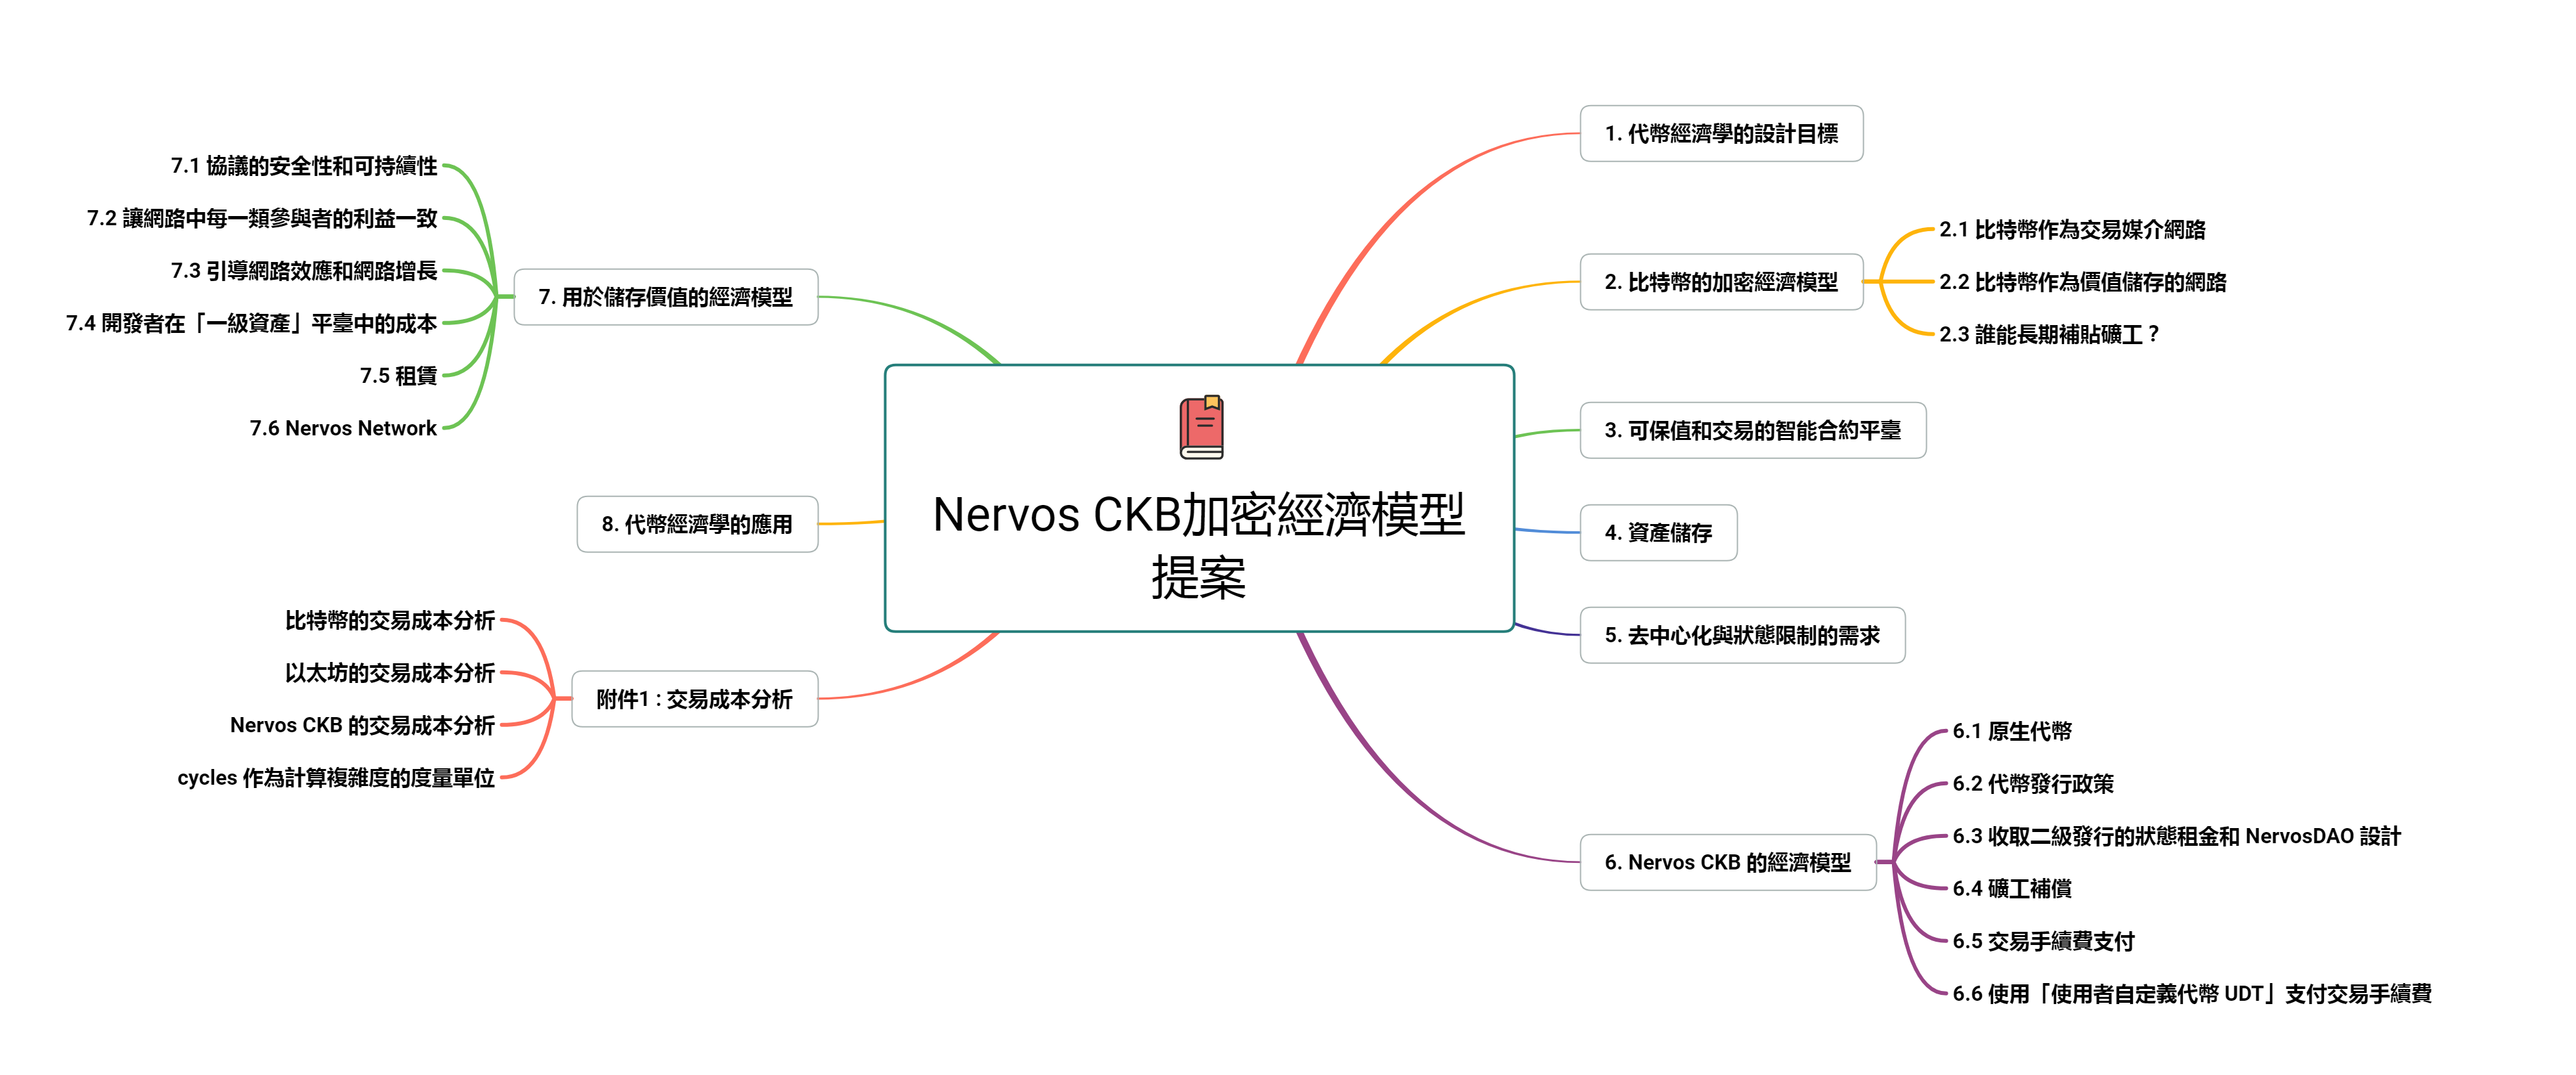 Nervos CKB加密經濟模型
提案
1. 代幣經濟學的設計目標
2. 比特幣的加密經濟模型
2.1 比特幣作為交易媒介網路
2.2 比特幣作為價值儲存的網路
2.3 誰能長期補貼礦工？
3. 可保值和交易的智能合約平臺
4. 資產儲存
5. 去中心化與狀態限制的需求
6. Nervos CKB 的經濟模型
6.1 原生代幣
6.2 代幣發行政策
6.3 收取二級發行的狀態租金和 NervosDAO 設計
6.4 礦工補償
6.5 交易手續費支付
6.6 使用「使用者自定義代幣 UDT」支付交易手續費
7. 用於儲存價值的經濟模型
7.1 協議的安全性和可持續性
7.2 讓網路中每一類參與者的利益一致
7.3 引導網路效應和網路增長
7.4 開發者在「一級資產」平臺中的成本
7.5 租賃
7.6 Nervos Network
8. 代幣經濟學的應用
附件1 : 交易成本分析
比特幣的交易成本分析
以太坊的交易成本分析
Nervos CKB 的交易成本分析
cycles 作為計算複雜度的度量單位